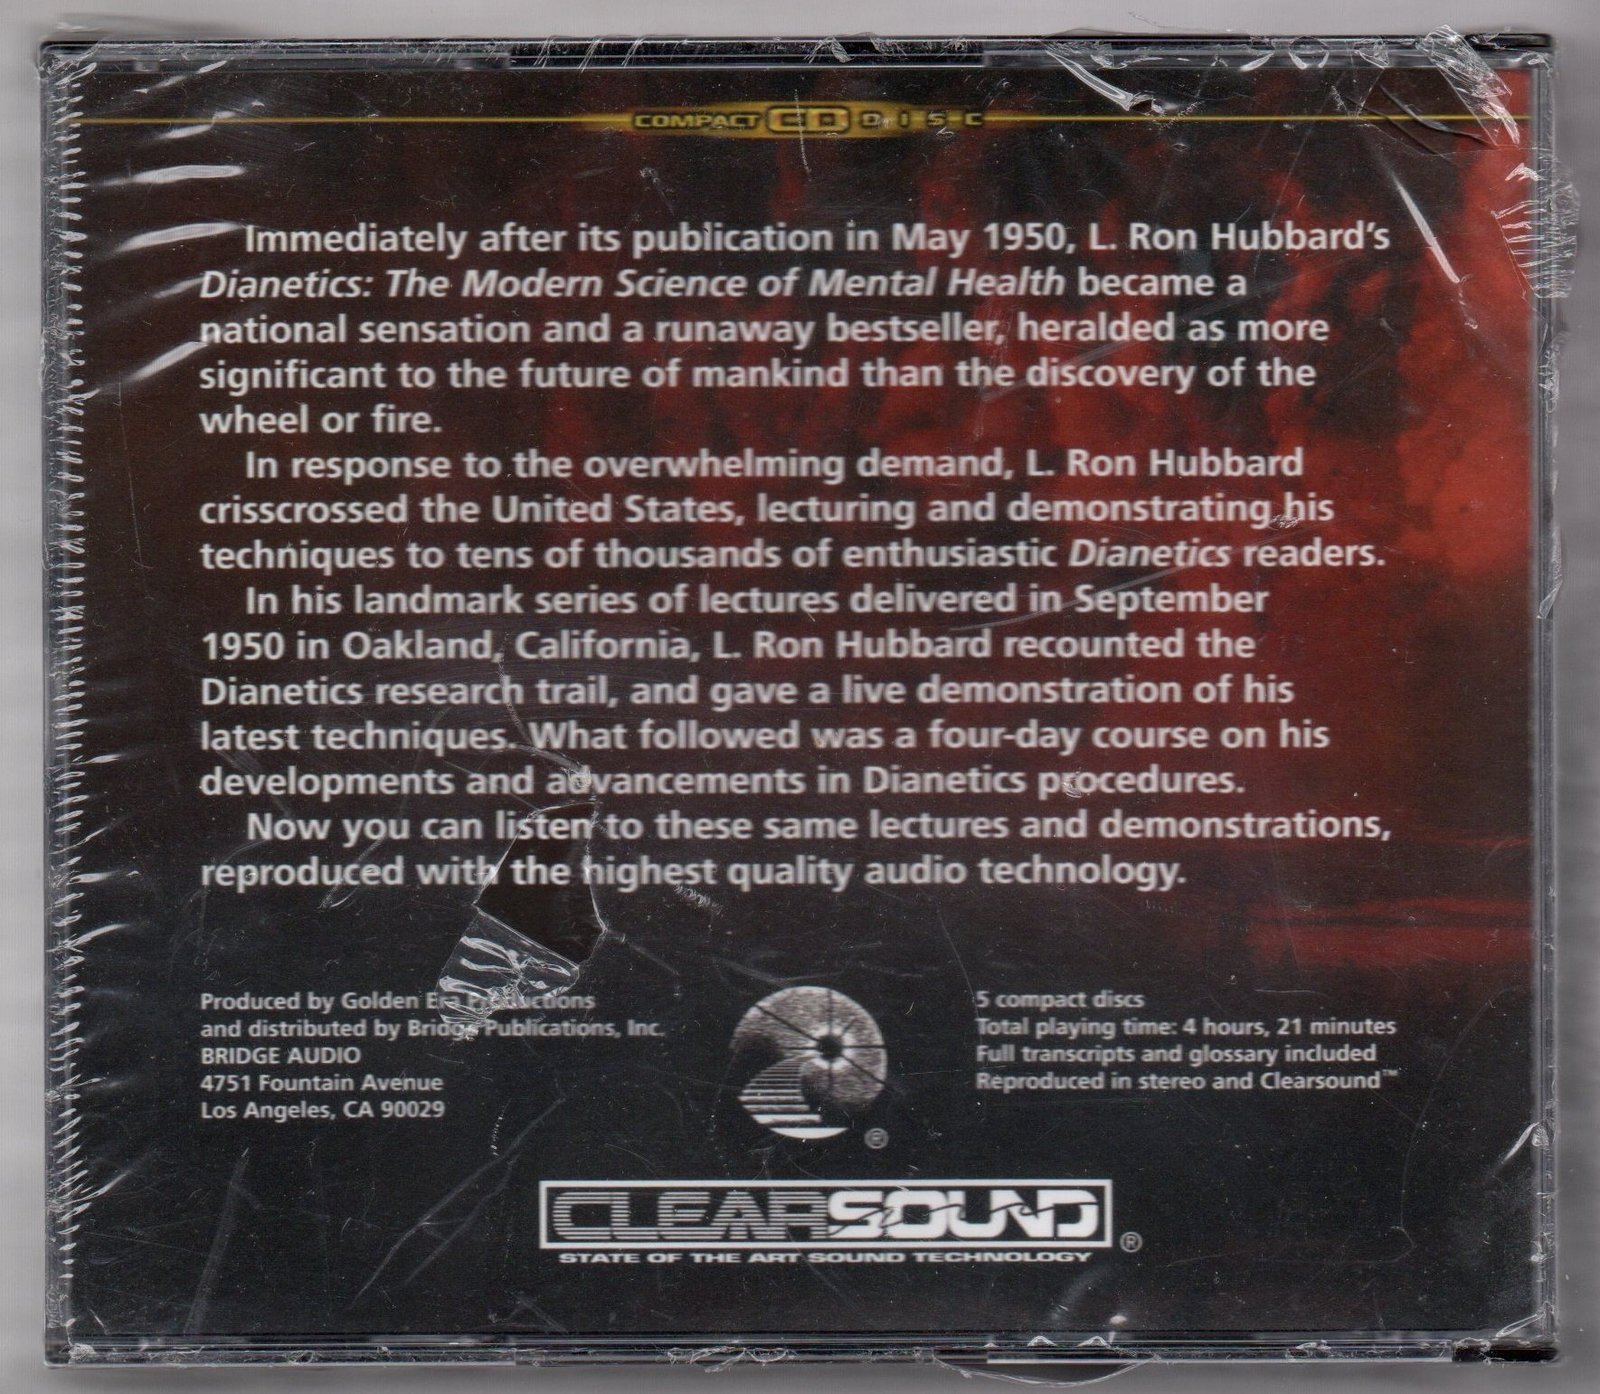 COMPACT CD DISC
Immediately after its publication in May 1950, L. Ron Hubbard's
Dianetics: The Modern Science of Mental Health became a
national sensation and a runaway bestseller, heralded as more
significant to the future of mankind than the discovery of the
wheel or fire.
In response to the overwhelming demand, L. Ron Hubbard
crisscrossed the United States, lecturing and demonstrating his
techniques to tens of thousands of enthusiastic Dianetics readers.
In his landmark series of lectures delivered in September
1950 in Oakland, California, L. Ron Hubbard recounted the
Dianetics research trail, and gave a live demonstration of his
latest techniques. What followed was a four-day course on his
developments and advancements in Dianetics procedures.
Now you can listen to these same lectures and demonstrations,
reproduced with the highest quality audio technology.
Produced by Golden Era Productions
and distributed by Bridge Publications, Inc.
BRIDGE AUDIO
4751 Fountain Avenue
Los Angeles, CA 90029
®
5 compact discs
Total playing time: 4 hours, 21 minutes
Full transcripts and glossary included
Reproduced in stereo and Clearsound™
CLEARSOUND®
STATE OF THE ART SOUND TECHNOLOGY